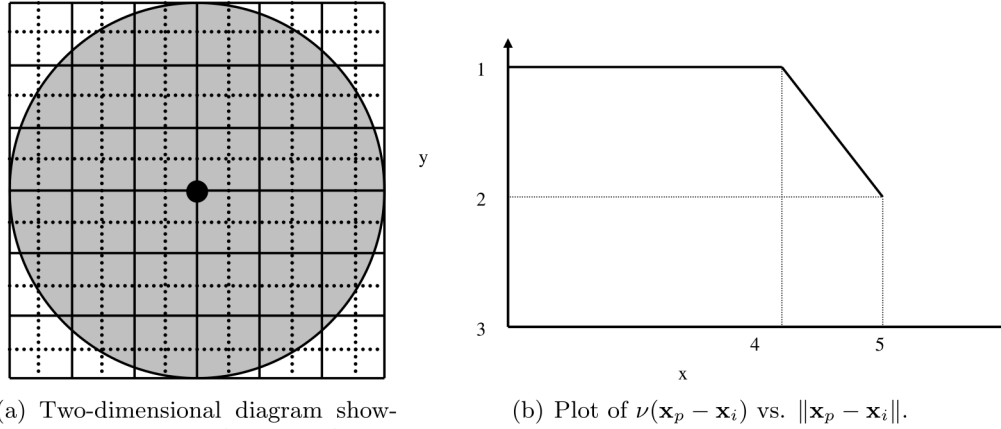 1
y
2
3
4
5
x
(a) Two-dimensional diagram show-
(b) Plot of ν(x_p − x_i) vs. ‖x_p − x_i‖.